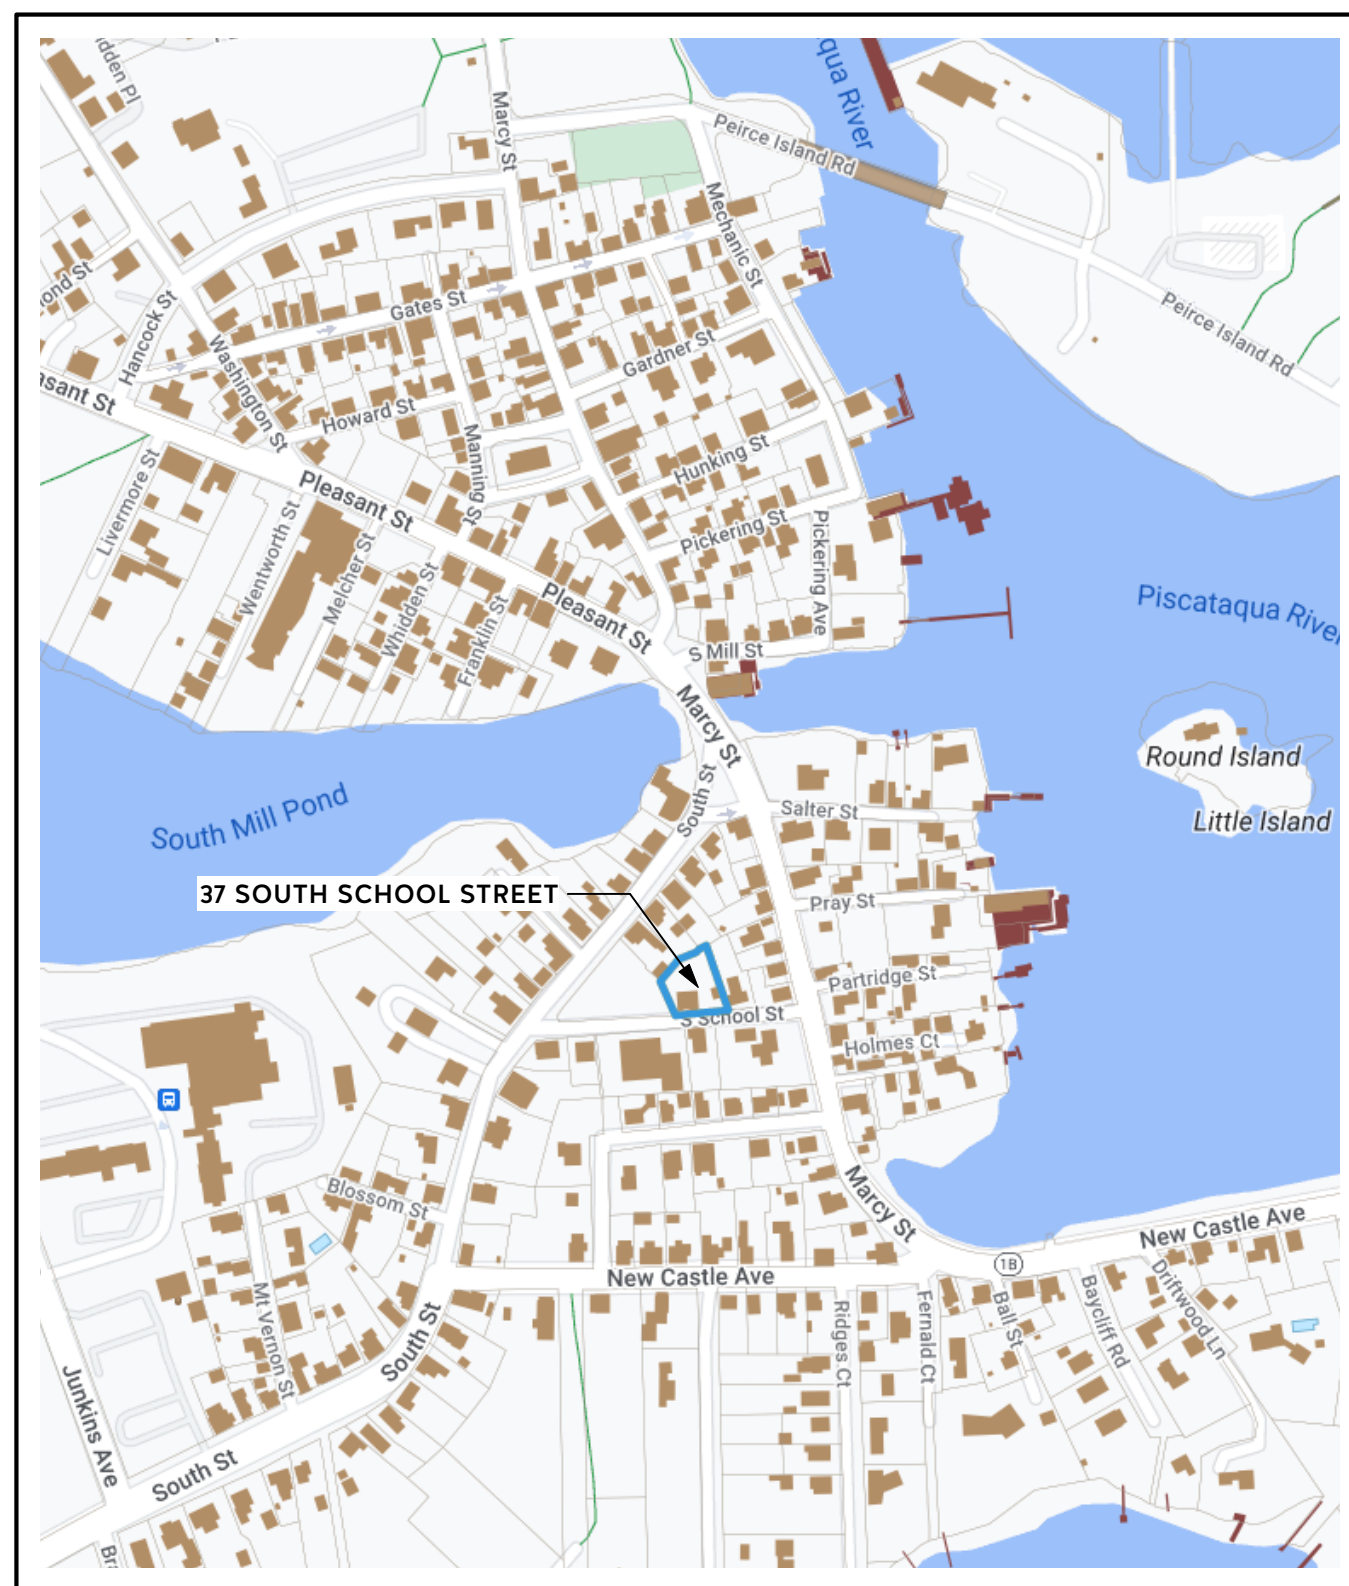 Marcy St
qua River
Peirce Island Rd
Mechanic St
ond St
Hancock St
Gates St
Peirce Island Rd
Washington St
Gardner St
asant St
Howard St
Manning St
Hunking St
Livermore St
Pleasant St
Wentworth St
Pickering St
Pickering Ave
Melcher St
Whidden St
Franklin St
Pleasant St
Piscataqua River
S Mill St
Marcy St
Round Island
South St
Salter St
Little Island
South Mill Pond
37 SOUTH SCHOOL STREET
Pray St
Partridge St
S School St
Holmes Ct
Blossom St
Marcy St
New Castle Ave
1B
New Castle Ave
Mt Vernon St
South St
Ridges Ct
Fernald Ct
Ball St
Baycliff Rd
Driftwood Ln
Junkins Ave
South St